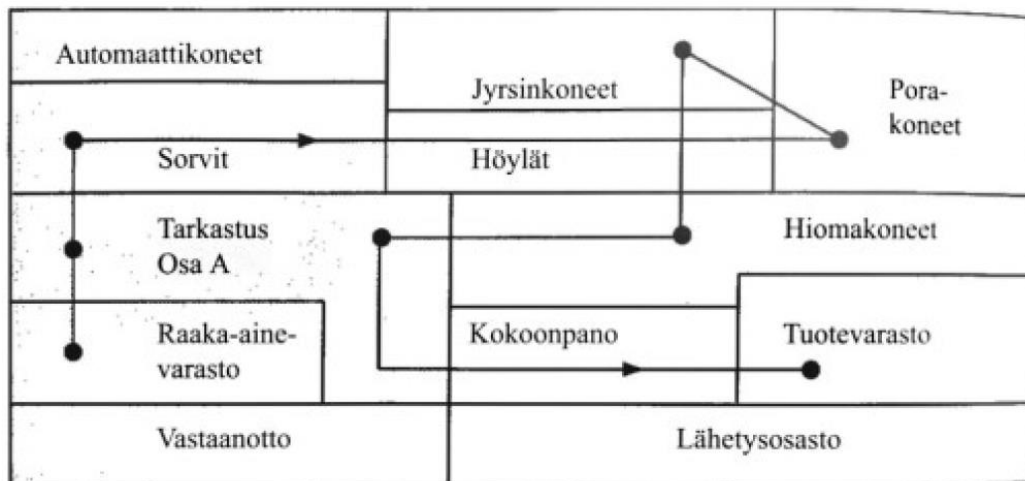 Automaattikoneet
Jyrsinkoneet
Pora-
koneet
Sorvit
Höylät
Tarkastus
Osa A
Hiomakoneet
Raaka-aine-
varasto
Kokoonpano
Tuotevarasto
Vastaanotto
Lähetysosasto